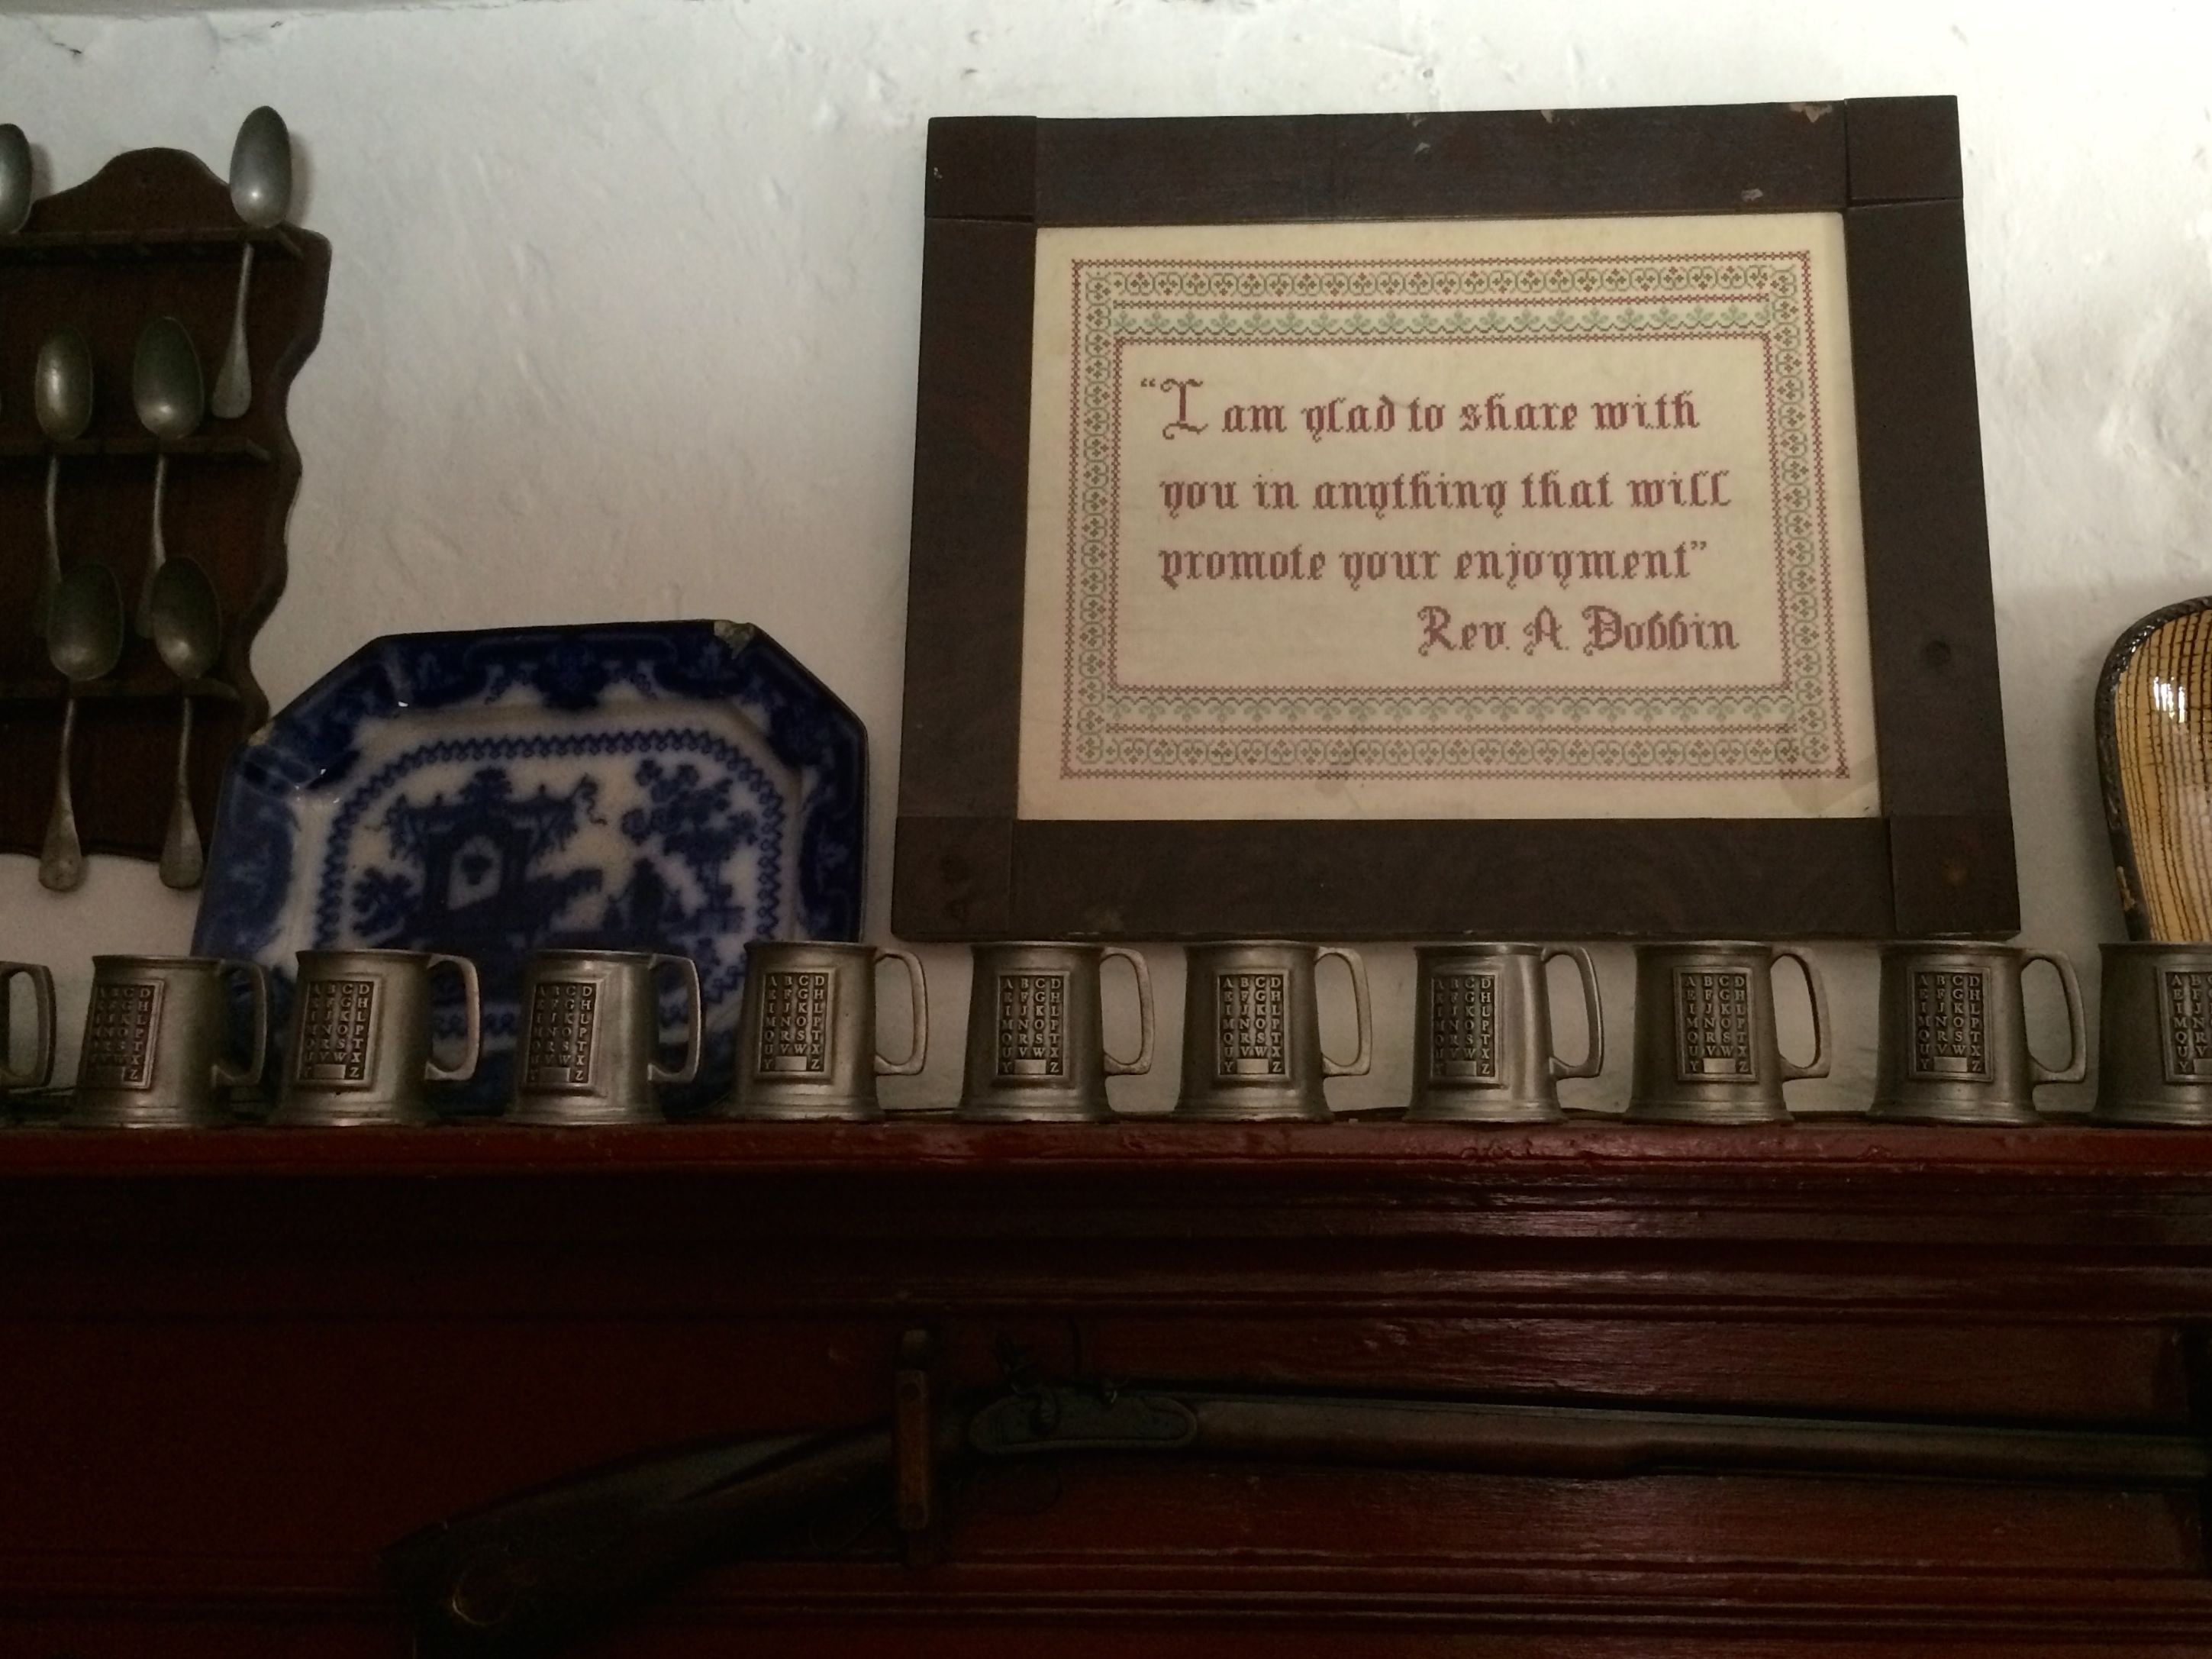 “I am glad to share with
you in anything that will
promote your enjoyment”
Rev. A. Dobbin
A B C D
E F G H
I J K L
M N O P
Q R S T
U V W X
Y Z
A B C D
E F G H
I J K L
M N O P
Q R S T
U V W X
Y Z
A B C D
E F G H
I J K L
M N O P
Q R S T
U V W X
Y Z
A B C D
E F G H
I J K L
M N O P
Q R S T
U V W X
Y Z
A B C D
E F G H
I J K L
M N O P
Q R S T
U V W X
Y Z
A B C D
E F G H
I J K L
M N O P
Q R S T
U V W X
Y Z
A B C D
E F G H
I J K L
M N O P
Q R S T
U V W X
Y Z
A B C D
E F G H
I J K L
M N O P
Q R S T
U V W X
Y Z
A B C D
E F G H
I J K L
M N O P
Q R S T
U V W X
Y Z
A B
E F
I J
M N
Q R
U V
Y